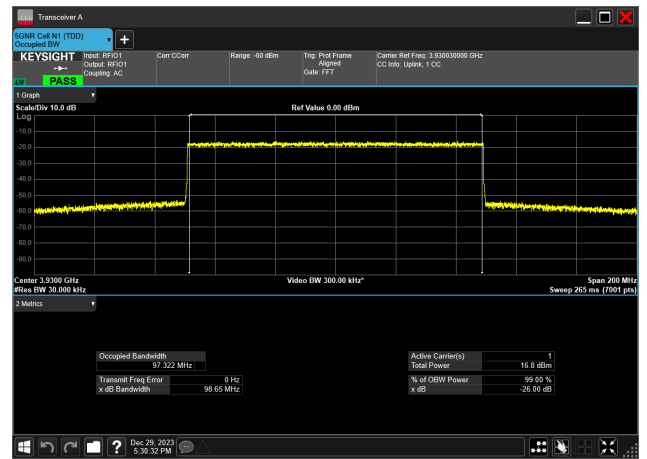 Transceiver A
5GNR Cell N1 (TDD)
Occupied BW
KEYSIGHT
LW PASS
Input: RFIO1
Output: RFIO1
Coupling: AC
Corr CCorr
Range: -60 dBm
Trig: Prot Frame
Aligned
Gate: FFT
Carrier Ref Freq: 3.930030000 GHz
CC Info: Uplink, 1 CC
1 Graph
Scale/Div 10.0 dB
Ref Value 0.00 dBm
Log
-10.0
-20.0
-30.0
-40.0
-50.0
-60.0
-70.0
-80.0
-90.0
Center 3.9300 GHz
#Res BW 30.000 kHz
Video BW 300.00 kHz*
Span 200 MHz
Sweep 265 ms (7001 pts)
2 Metrics
Occupied Bandwidth
97.322 MHz
Transmit Freq Error 0 Hz
x dB Bandwidth 98.65 MHz
Active Carrier(s) 1
Total Power 16.8 dBm
% of OBW Power 99.00 %
x dB -26.00 dB
Dec 29, 2023
5:30:32 PM